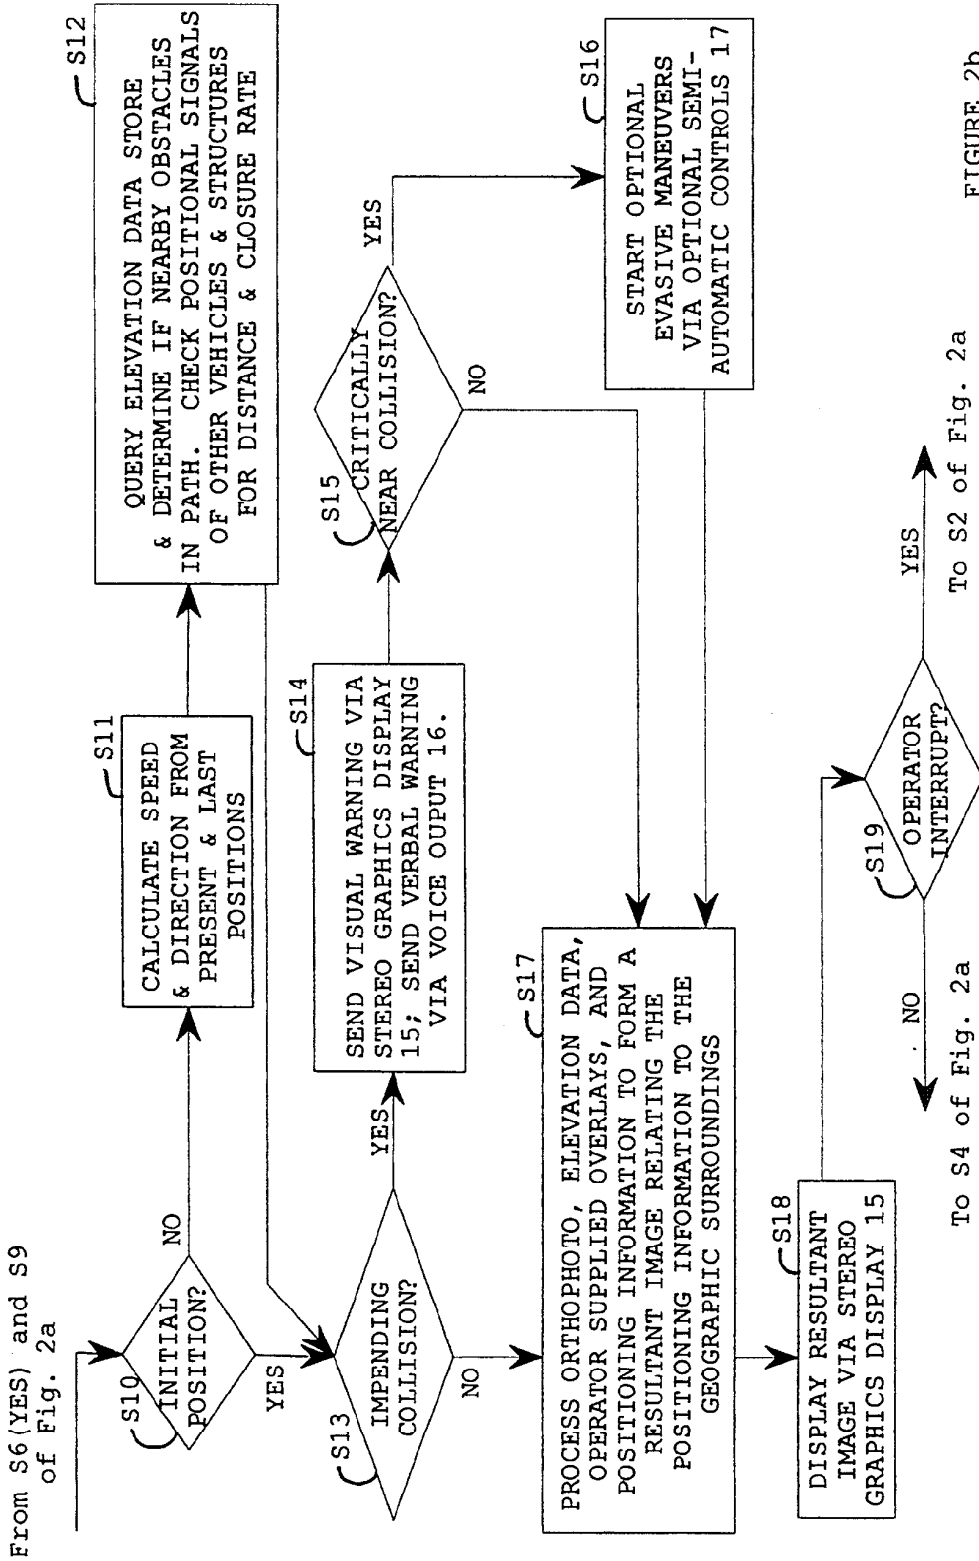 From S6(YES) and S9
of Fig. 2a
S10
INITIAL
POSITION?
NO
YES
S11
CALCULATE SPEED
& DIRECTION FROM
PRESENT & LAST
POSITIONS
S12
QUERY ELEVATION DATA STORE
& DETERMINE IF NEARBY OBSTACLES
IN PATH. CHECK POSITIONAL SIGNALS
OF OTHER VEHICLES & STRUCTURES
FOR DISTANCE & CLOSURE RATE
S13
IMPENDING
COLLISION?
YES
NO
S14
SEND VISUAL WARNING VIA
STEREO GRAPHICS DISPLAY
15; SEND VERBAL WARNING
VIA VOICE OUPUT 16.
S15
CRITICALLY
NEAR COLLISION?
YES
NO
S16
START OPTIONAL
EVASIVE MANEUVERS
VIA OPTIONAL SEMI-
AUTOMATIC CONTROLS 17
S17
PROCESS ORTHOPHOTO, ELEVATION DATA,
OPERATOR SUPPLIED OVERLAYS, AND
POSITIONING INFORMATION TO FORM A
RESULTANT IMAGE RELATING THE
POSITIONING INFORMATION TO THE
GEOGRAPHIC SURROUNDINGS
S18
DISPLAY RESULTANT
IMAGE VIA STEREO
GRAPHICS DISPLAY 15
S19
OPERATOR
INTERRUPT?
NO
YES
To S4 of Fig. 2a
To S2 of Fig. 2a
FIGURE 2b